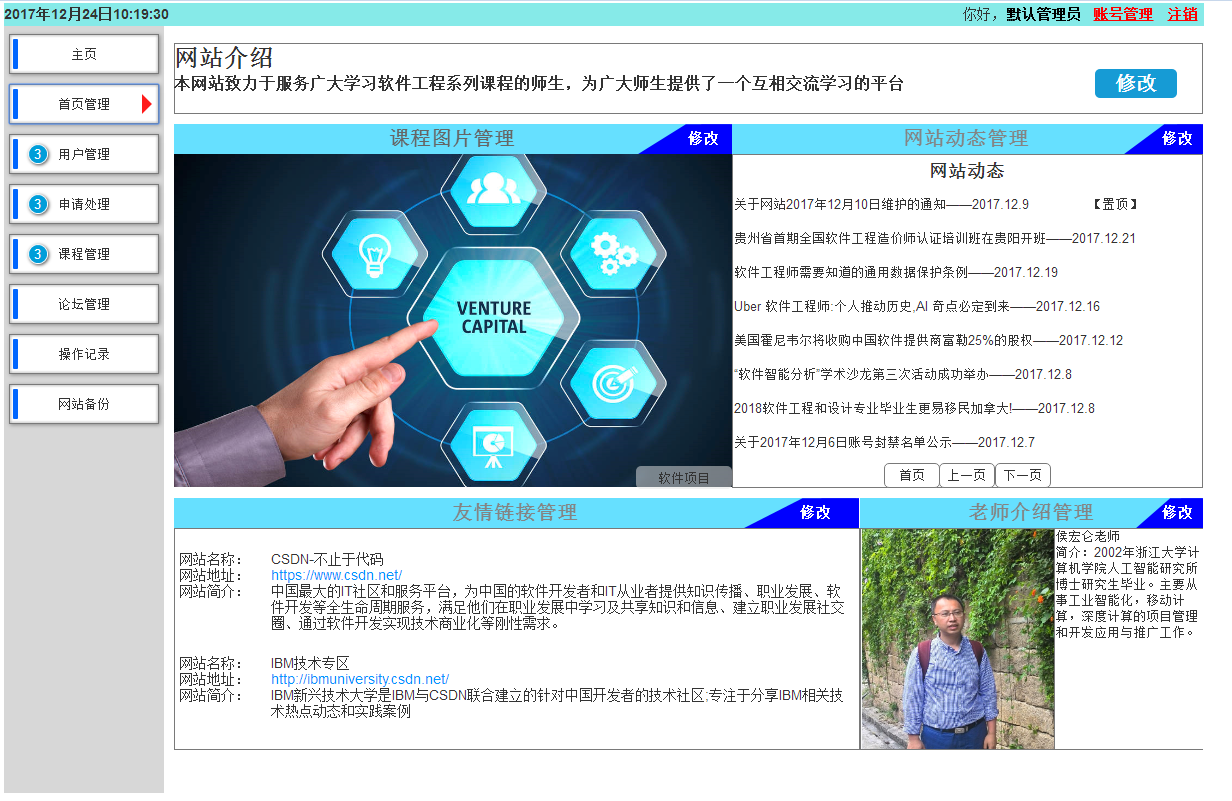 2017年12月24日10:19:30
你好，默认管理员 账号管理 注销
主页
首页管理
3 用户管理
3 申请处理
3 课程管理
论坛管理
操作记录
网站备份
网站介绍
本网站致力于服务广大学习软件工程系列课程的师生，为广大师生提供了一个互相交流学习的平台
修改
课程图片管理
修改
VENTURE
CAPITAL
软件项目
网站动态管理
修改
网站动态
关于网站2017年12月10日维护的通知——2017.12.9 【置顶】
贵州省首期全国软件工程造价师认证培训班在贵阳开班——2017.12.21
软件工程师需要知道的通用数据保护条例——2017.12.19
Uber 软件工程师:个人推动历史,AI 奇点必定到来——2017.12.16
美国霍尼韦尔将收购中国软件提供商富勒25%的股权——2017.12.12
“软件智能分析”学术沙龙第三次活动成功举办——2017.12.8
2018软件工程和设计专业毕业生更易移民加拿大!——2017.12.8
关于2017年12月6日账号封禁名单公示——2017.12.7
首页 上一页 下一页
友情链接管理
修改
网站名称： CSDN-不止于代码
网站地址： https://www.csdn.net/
网站简介： 中国最大的IT社区和服务平台，为中国的软件开发者和IT从业者提供知识传播、职业发展、软
件开发等全生命周期服务，满足他们在职业发展中学习及共享知识和信息、建立职业发展社交
圈、通过软件开发实现技术商业化等刚性需求。
网站名称： IBM技术专区
网站地址： http://ibmuniversity.csdn.net/
网站简介： IBM新兴技术大学是IBM与CSDN联合建立的针对中国开发者的技术社区;专注于分享IBM相关技
术热点动态和实践案例
老师介绍管理
修改
侯宏仑老师
简介：2002年浙江大学计
算机学院人工智能研究所
博士研究生毕业。主要从
事工业智能化，移动计
算，深度计算的项目管理
和开发应用与推广工作。